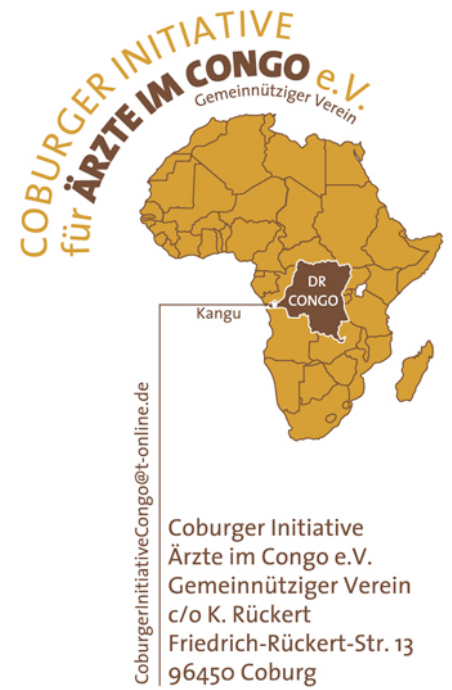 COBURGER INITIATIVE
für ÄRZTE IM CONGO e.V.
Gemeinnütziger Verein
DR
CONGO
Kangu
CoburgerInitiativeCongo@t-online.de
Coburger Initiative
Ärzte im Congo e.V.
Gemeinnütziger Verein
c/o K. Rückert
Friedrich-Rückert-Str. 13
96450 Coburg